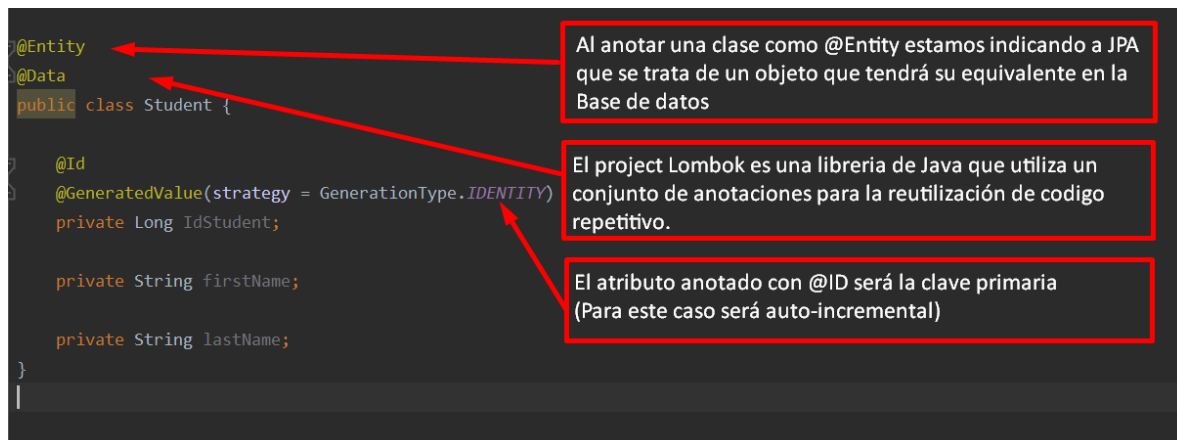 @Entity
@Data
public class Student {
@Id
@GeneratedValue(strategy = GenerationType.IDENTITY)
private Long IdStudent;
private String firstName;
private String lastName;
}
Al anotar una clase como @Entity estamos indicando a JPA
que se trata de un objeto que tendrá su equivalente en la
Base de datos
El project Lombok es una libreria de Java que utiliza un
conjunto de anotaciones para la reutilización de codigo
repetitivo.
El atributo anotado con @ID será la clave primaria
(Para este caso será auto-incremental)